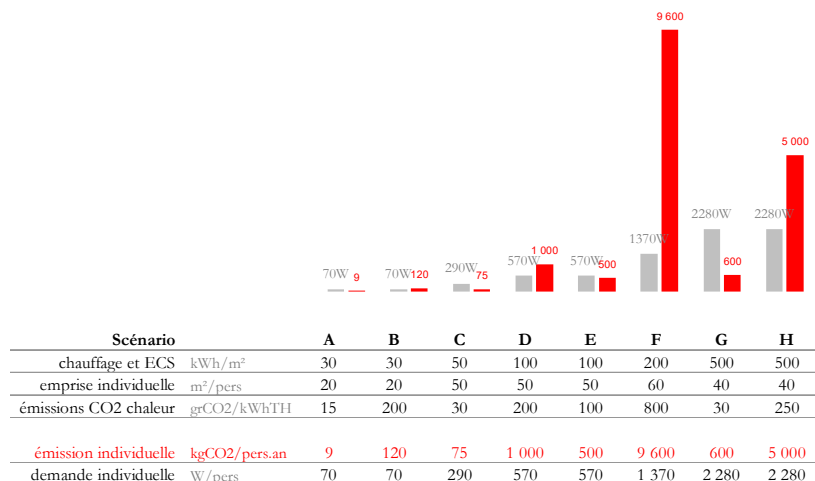 9 600
5 000
2280W 2280W
1370W
1 000
290W 570W 570W 500 600
70W 9 70W 120 75
Scénario A B C D E F G H
chauffage et ECS kWh/m² 30 30 50 100 100 200 500 500
emprise individuelle m²/pers 20 20 50 50 50 60 40 40
émissions CO2 chaleur grCO2/kWhTH 15 200 30 200 100 800 30 250
émission individuelle kgCO2/pers.an 9 120 75 1 000 500 9 600 600 5 000
demande individuelle W/pers 70 70 290 570 570 1 370 2 280 2 280